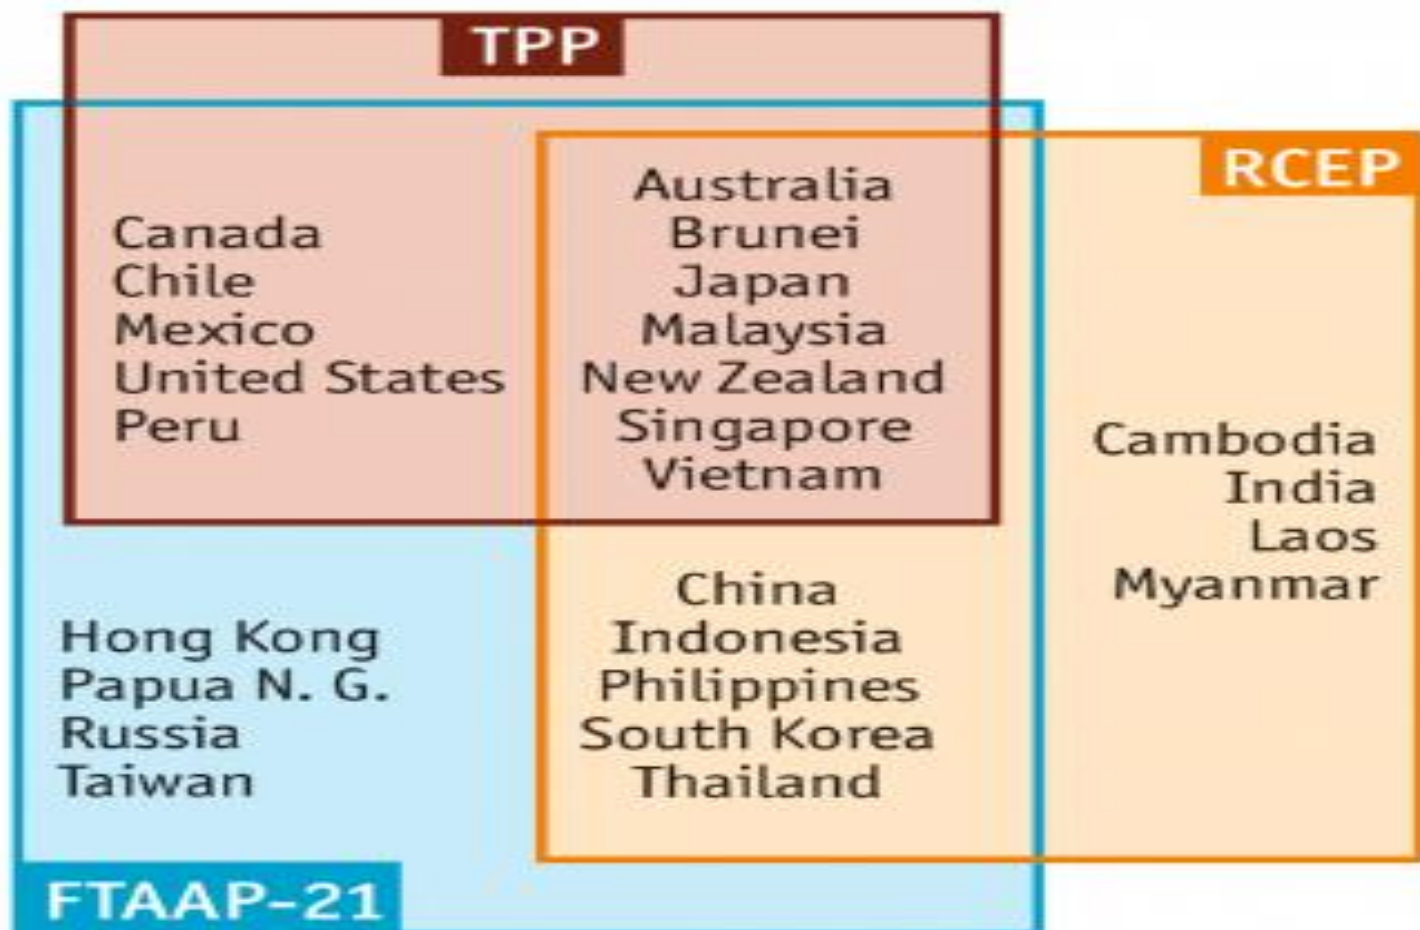 TPP
RCEP
Canada
Chile
Mexico
United States
Peru
Australia
Brunei
Japan
Malaysia
New Zealand
Singapore
Vietnam
Cambodia
India
Laos
Myanmar
Hong Kong
Papua N. G.
Russia
Taiwan
China
Indonesia
Philippines
South Korea
Thailand
FTAAP-21